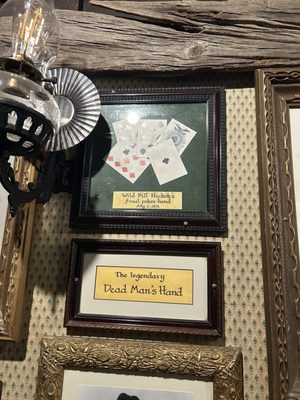 Wild Bill Hickok's
final poker hand
The legendary
Dead Man's Hand